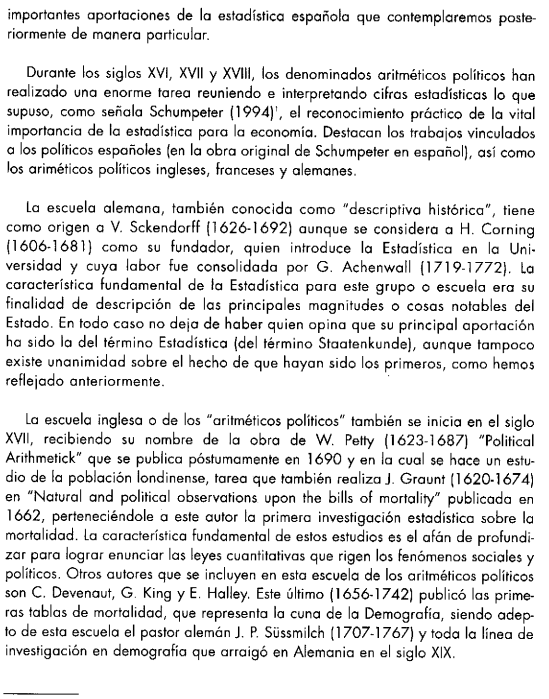 importantes aportaciones de la estadística española que contemplaremos poste-
riormente de manera particular.
Durante los siglos XVI, XVII y XVIII, los denominados aritméticos políticos han
realizado una enorme tarea reuniendo e interpretando cifras estadísticas lo que
supuso, como señala Schumpeter (1994)¹, el reconocimiento práctico de la vital
importancia de la estadística para la economía. Destacan los trabajos vinculados
a los políticos españoles (en la obra original de Schumpeter en español), así como
los ariméticos políticos ingleses, franceses y alemanes.
La escuela alemana, también conocida como "descriptiva histórica", tiene
como origen a V. Sckendorff (1626-1692) aunque se considera a H. Corning
(1606-1681) como su fundador, quien introduce la Estadística en la Uni-
versidad y cuya labor fue consolidada por G. Achenwall (1719-1772). La
característica fundamental de la Estadística para este grupo o escuela era su
finalidad de descripción de las principales magnitudes o cosas notables del
Estado. En todo caso no deja de haber quien opina que su principal aportación
ha sido la del término Estadística (del término Staatenkunde), aunque tampoco
existe unanimidad sobre el hecho de que hayan sido los primeros, como hemos
reflejado anteriormente.
La escuela inglesa o de los "aritméticos políticos" también se inicia en el siglo
XVII, recibiendo su nombre de la obra de W. Petty (1623-1687) "Political
Arithmetick" que se publica póstumamente en 1690 y en la cual se hace un estu-
dio de la población londinense, tarea que también realiza J. Graunt (1620-1674)
en "Natural and political observations upon the bills of mortality" publicada en
1662, perteneciéndole a este autor la primera investigación estadística sobre la
mortalidad. La característica fundamental de estos estudios es el afán de profundi-
zar para lograr enunciar las leyes cuantitativas que rigen los fenómenos sociales y
políticos. Otros autores que se incluyen en esta escuela de los aritméticos políticos
son C. Devenaut, G. King y E. Halley. Este último (1656-1742) publicó las prime-
ras tablas de mortalidad, que representa la cuna de la Demografía, siendo adep-
to de esta escuela el pastor alemán J. P. Süssmilch (1707-1767) y toda la línea de
investigación en demografía que arraigó en Alemania en el siglo XIX.